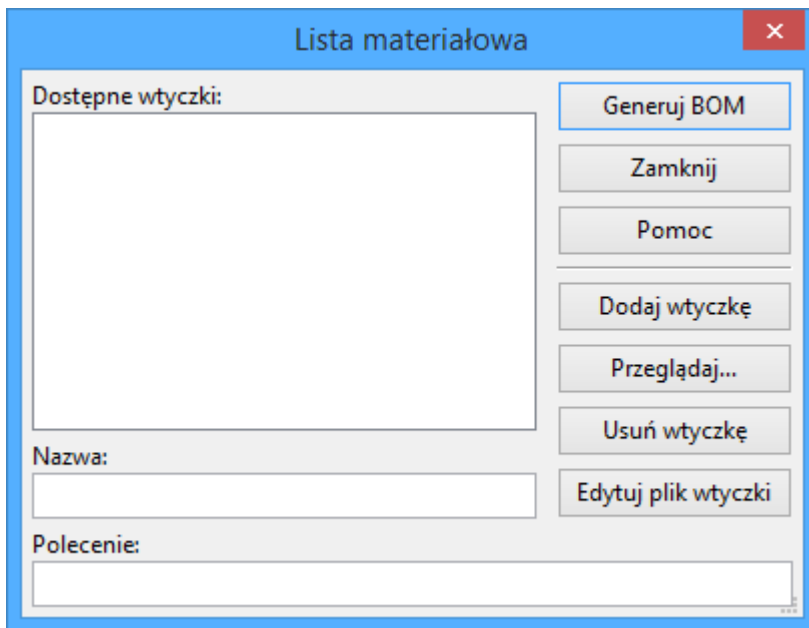 Lista materiałowa
Dostępne wtyczki:
Generuj BOM
Zamknij
Pomoc
Dodaj wtyczkę
Przeglądaj...
Usuń wtyczkę
Nazwa:
Edytuj plik wtyczki
Polecenie: